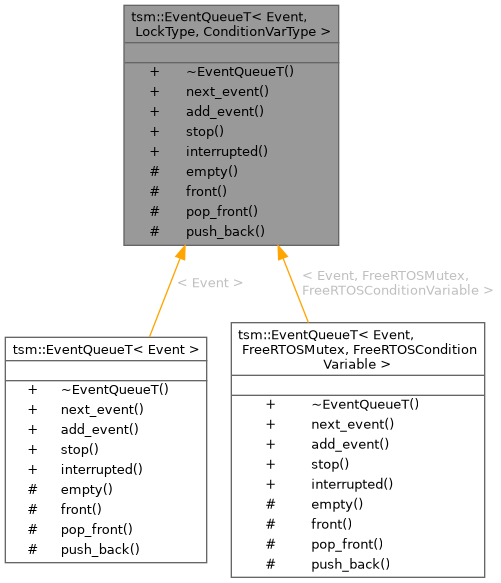 tsm::EventQueueT< Event,
LockType, ConditionVarType >
+ ~EventQueueT()
+ next_event()
+ add_event()
+ stop()
+ interrupted()
# empty()
# front()
# pop_front()
# push_back()
< Event >
< Event, FreeRTOSMutex,
FreeRTOSConditionVariable >
tsm::EventQueueT< Event >
+ ~EventQueueT()
+ next_event()
+ add_event()
+ stop()
+ interrupted()
# empty()
# front()
# pop_front()
# push_back()
tsm::EventQueueT< Event,
FreeRTOSMutex, FreeRTOSCondition
Variable >
+ ~EventQueueT()
+ next_event()
+ add_event()
+ stop()
+ interrupted()
# empty()
# front()
# pop_front()
# push_back()